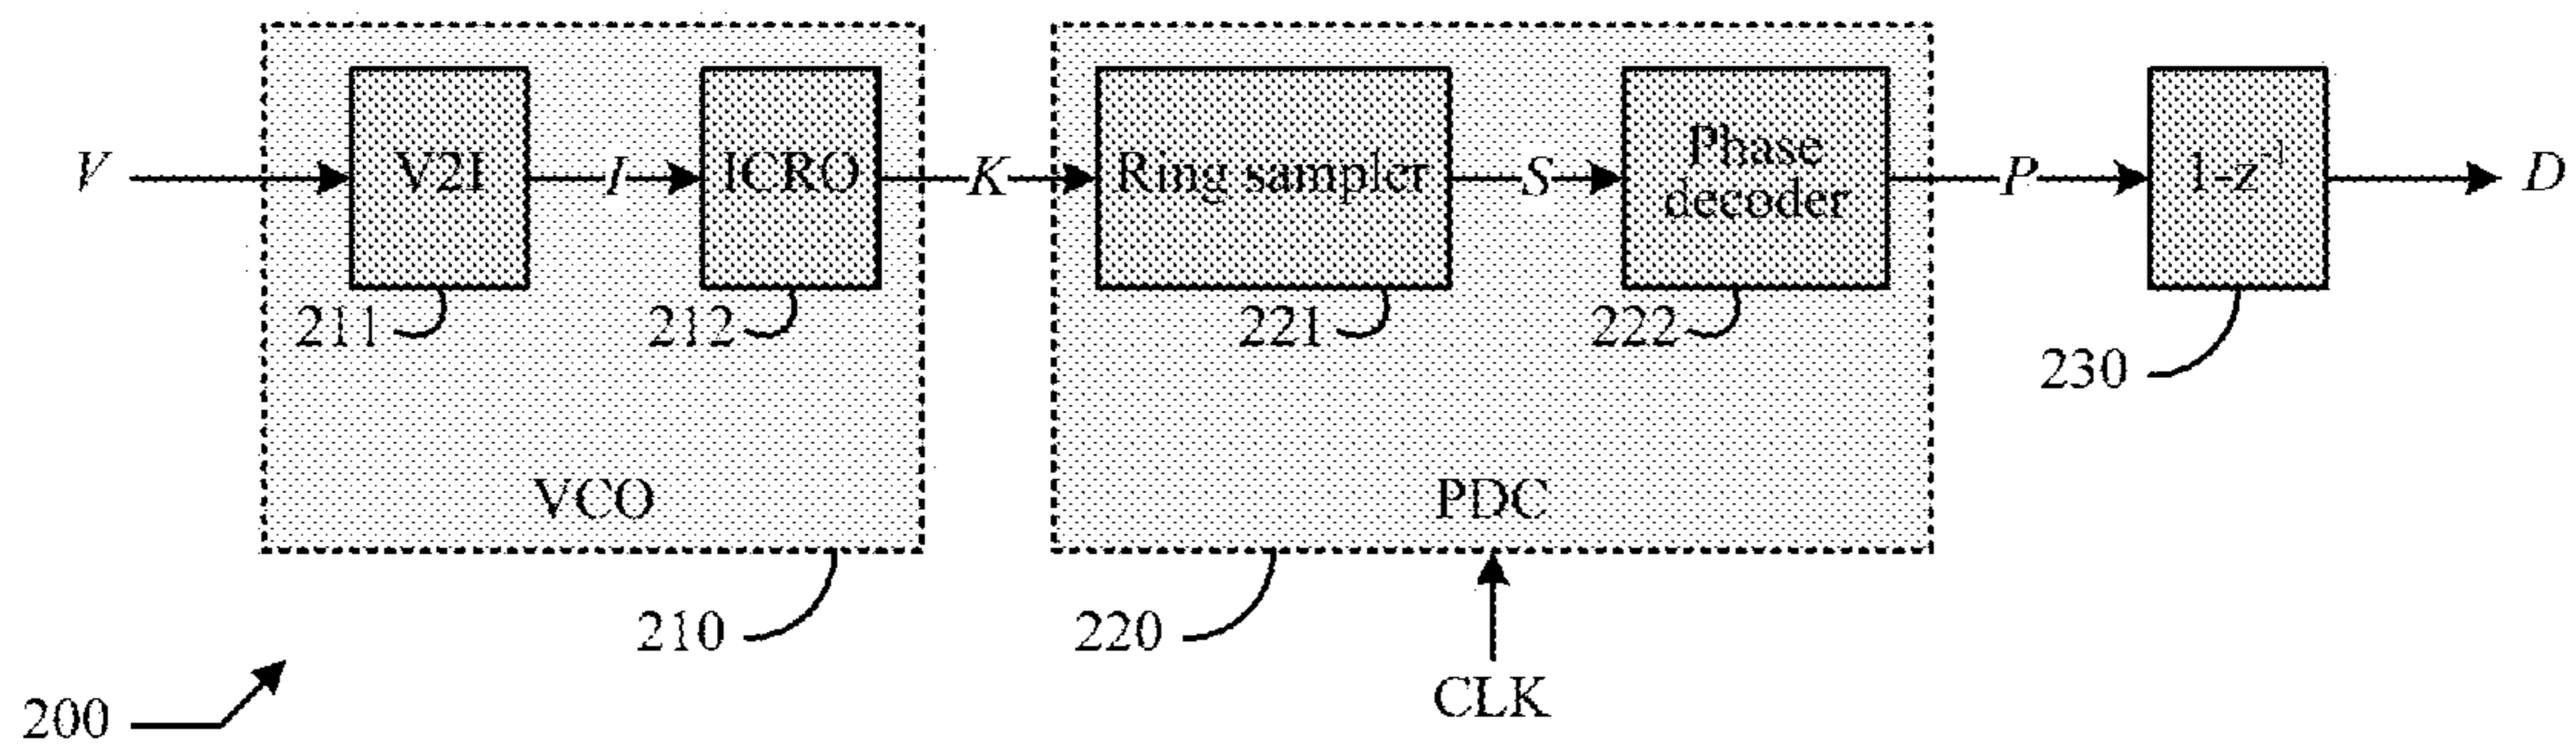 V
V2I
I
ICRO
K
Ring sampler
S
Phase
decoder
P
1-z⁻¹
D
211
212
221
222
230
VCO
PDC
210
220
CLK
200